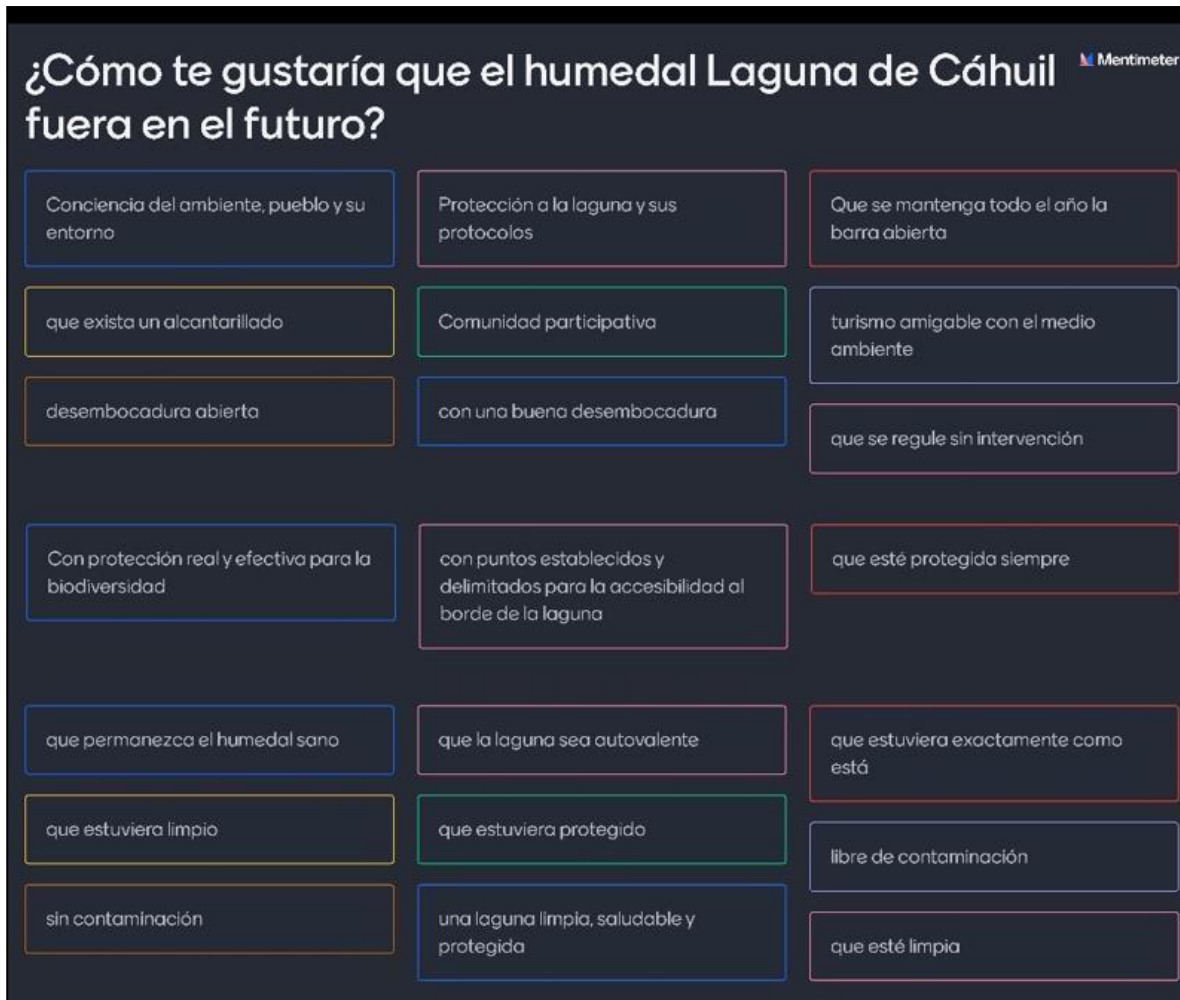 ¿Cómo te gustaría que el humedal Laguna de Cáhuil
fuera en el futuro?
Mentimeter
Conciencia del ambiente, pueblo y su
entorno
Protección a la laguna y sus
protocolos
Que se mantenga todo el año la
barra abierta
que exista un alcantarillado
Comunidad participativa
turismo amigable con el medio
ambiente
desembocadura abierta
con una buena desembocadura
que se regule sin intervención
Con protección real y efectiva para la
biodiversidad
con puntos establecidos y
delimitados para la accesibilidad al
borde de la laguna
que esté protegida siempre
que permanezca el humedal sano
que la laguna sea autovalente
que estuviera exactamente como
está
que estuviera limpio
que estuviera protegido
libre de contaminación
sin contaminación
una laguna limpia, saludable y
protegida
que esté limpia